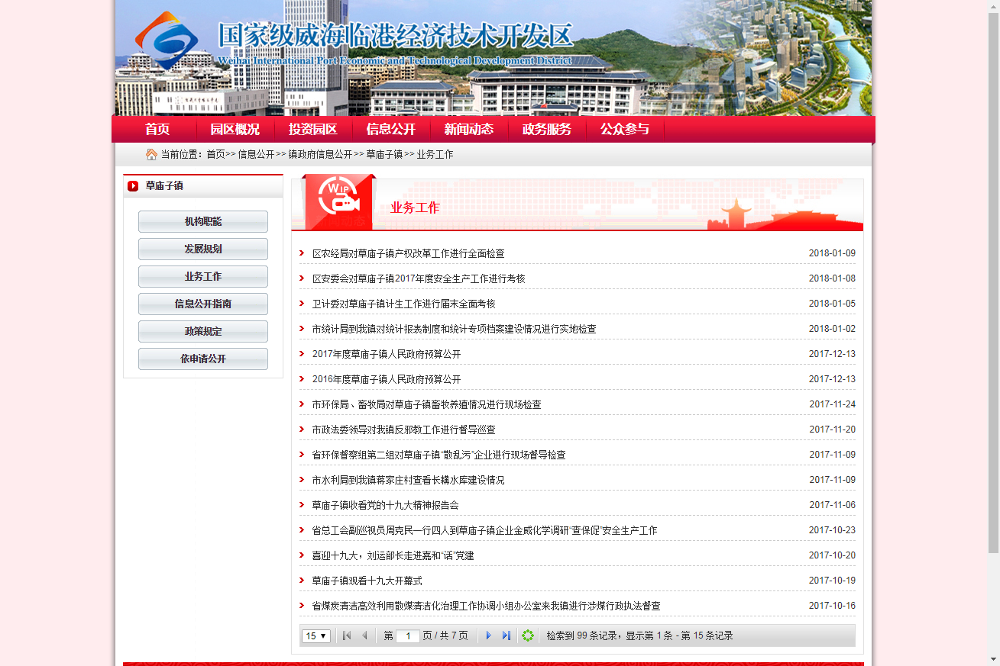 国家级威海临港经济技术开发区
Weihai International Port Economic and Technological Development District
首页 园区概况 投资园区 信息公开 新闻动态 政务服务 公众参与
当前位置：首页>> 信息公开>> 镇政府信息公开>> 草庙子镇>> 业务工作
草庙子镇
机构职能
发展规划
业务工作
信息公开指南
政策规定
依申请公开
WIP
业务工作
区农经局对草庙子镇产权改革工作进行全面检查 2018-01-09
区安委会对草庙子镇2017年度安全生产工作进行考核 2018-01-08
卫计委对草庙子镇计生工作进行届末全面考核 2018-01-05
市统计局到我镇对统计报表制度和统计专项档案建设情况进行实地检查 2018-01-02
2017年度草庙子镇人民政府预算公开 2017-12-13
2016年度草庙子镇人民政府预算公开 2017-12-13
市环保局、畜牧局对草庙子镇畜牧养殖情况进行现场检查 2017-11-24
市政法委领导对我镇反邪教工作进行督导巡查 2017-11-20
省环保督察组第二组对草庙子镇“散乱污”企业进行现场督导检查 2017-11-09
市水利局到我镇蒋家庄村查看长耩水库建设情况 2017-11-09
草庙子镇收看党的十九大精神报告会 2017-11-06
省总工会副巡视员周克民一行四人到草庙子镇企业金威化学调研“查保促”安全生产工作 2017-10-23
喜迎十九大，刘运部长走进嘉和“话”党建 2017-10-20
草庙子镇观看十九大开幕式 2017-10-19
省煤炭清洁高效利用散煤清洁化治理工作协调小组办公室来我镇进行涉煤行政执法督查 2017-10-16
15 第 1 页 / 共 7 页 检索到 99 条记录，显示第 1 条 - 第 15 条记录